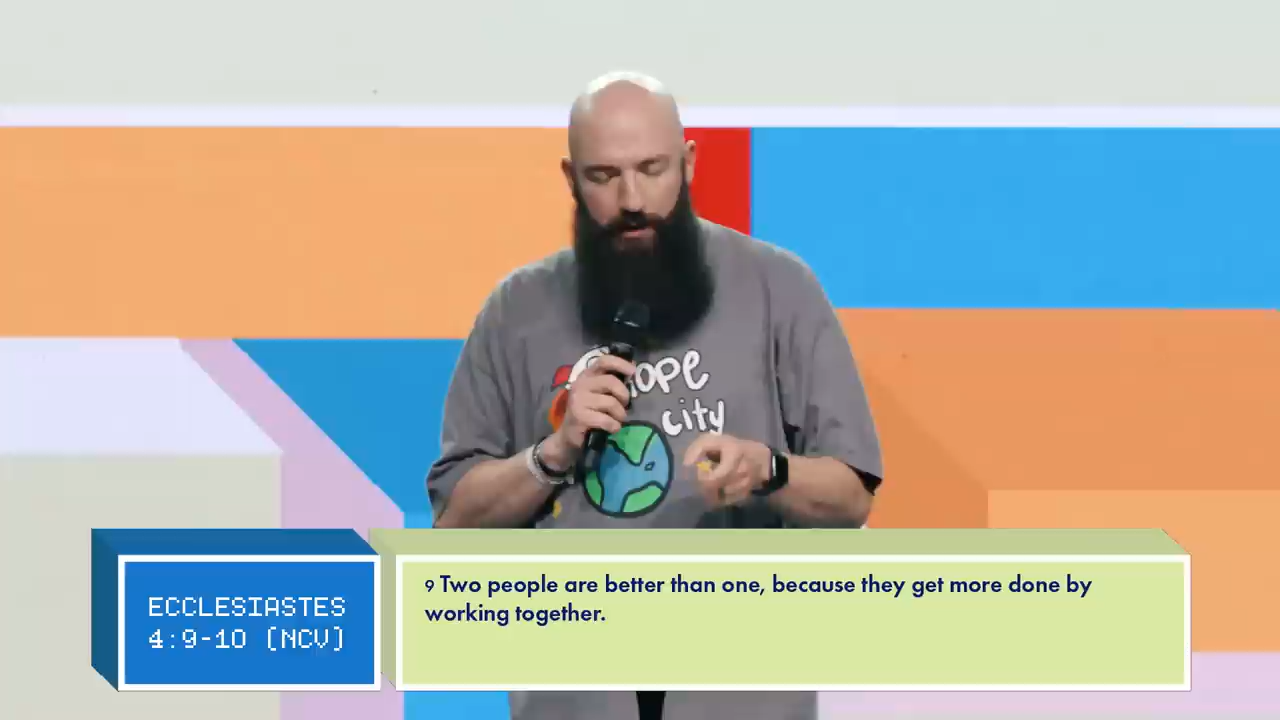 city
ECCLESIASTES
4:9-10 (NCV)
9 Two people are better than one, because they get more done by
working together.